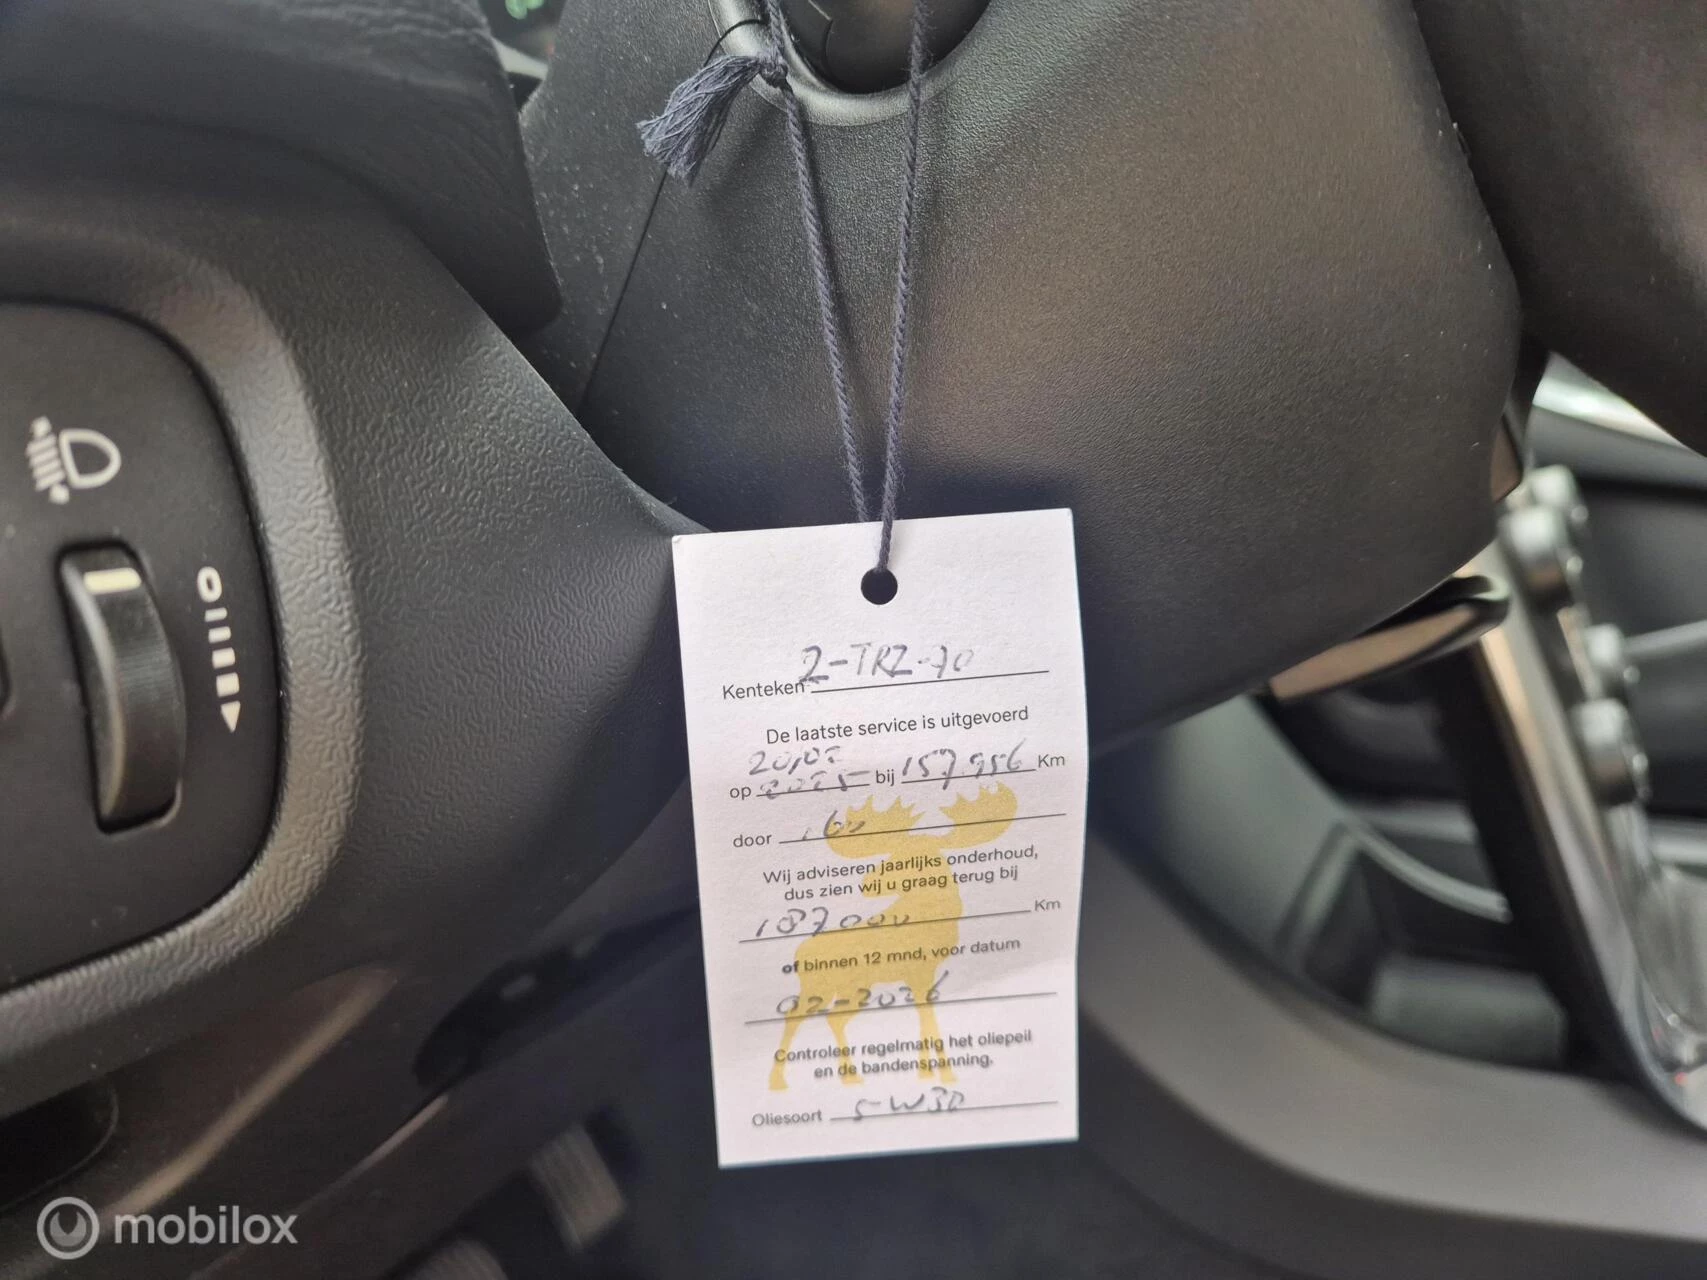 Kenteken 2-TRZ-70
De laatste service is uitgevoerd
20,02
op 2025 bij 157.956 Km
door
Wij adviseren jaarlijks onderhoud,
dus zien wij u graag terug bij
187000 Km
of binnen 12 mnd, voor datum
02-2026
Controleer regelmatig het oliepeil
en de bandenspanning.
Oliesoort 5-W30
0
mobilox